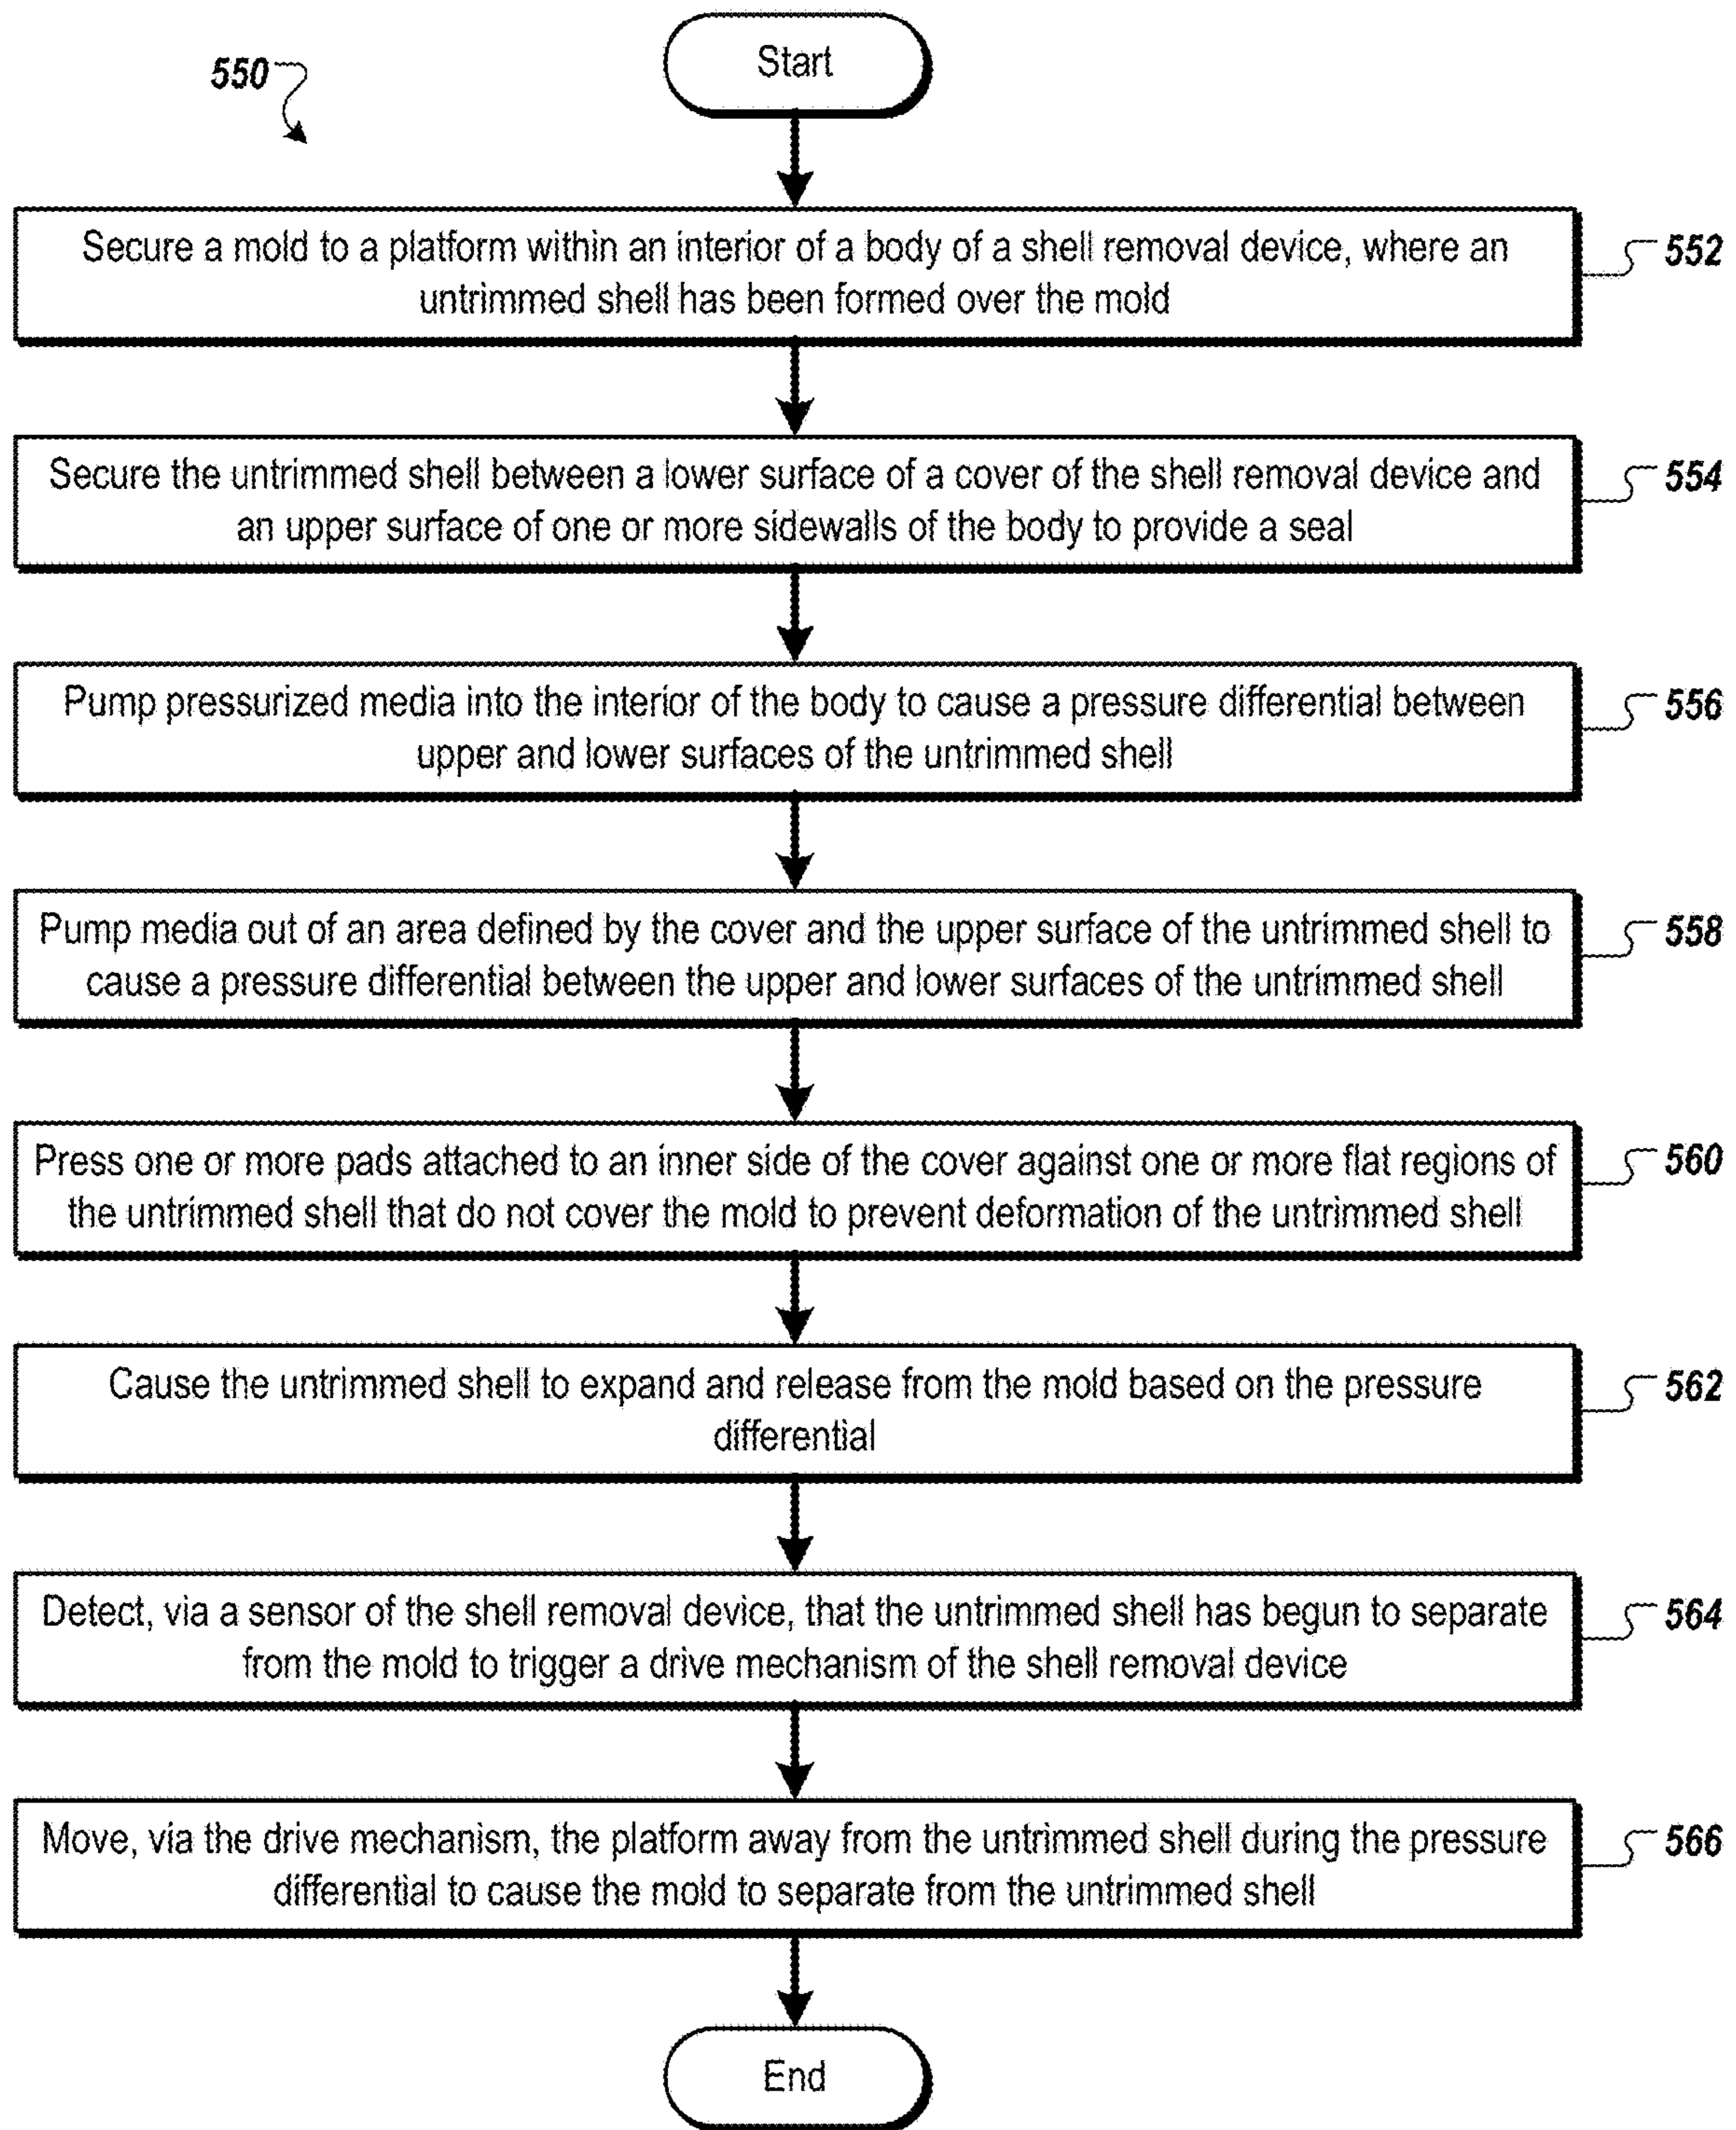 Start
550
Secure a mold to a platform within an interior of a body of a shell removal device, where an
untrimmed shell has been formed over the mold
552
Secure the untrimmed shell between a lower surface of a cover of the shell removal device and
an upper surface of one or more sidewalls of the body to provide a seal
554
Pump pressurized media into the interior of the body to cause a pressure differential between
upper and lower surfaces of the untrimmed shell
556
Pump media out of an area defined by the cover and the upper surface of the untrimmed shell to
cause a pressure differential between the upper and lower surfaces of the untrimmed shell
558
Press one or more pads attached to an inner side of the cover against one or more flat regions of
the untrimmed shell that do not cover the mold to prevent deformation of the untrimmed shell
560
Cause the untrimmed shell to expand and release from the mold based on the pressure
differential
562
Detect, via a sensor of the shell removal device, that the untrimmed shell has begun to separate
from the mold to trigger a drive mechanism of the shell removal device
564
Move, via the drive mechanism, the platform away from the untrimmed shell during the pressure
differential to cause the mold to separate from the untrimmed shell
566
End